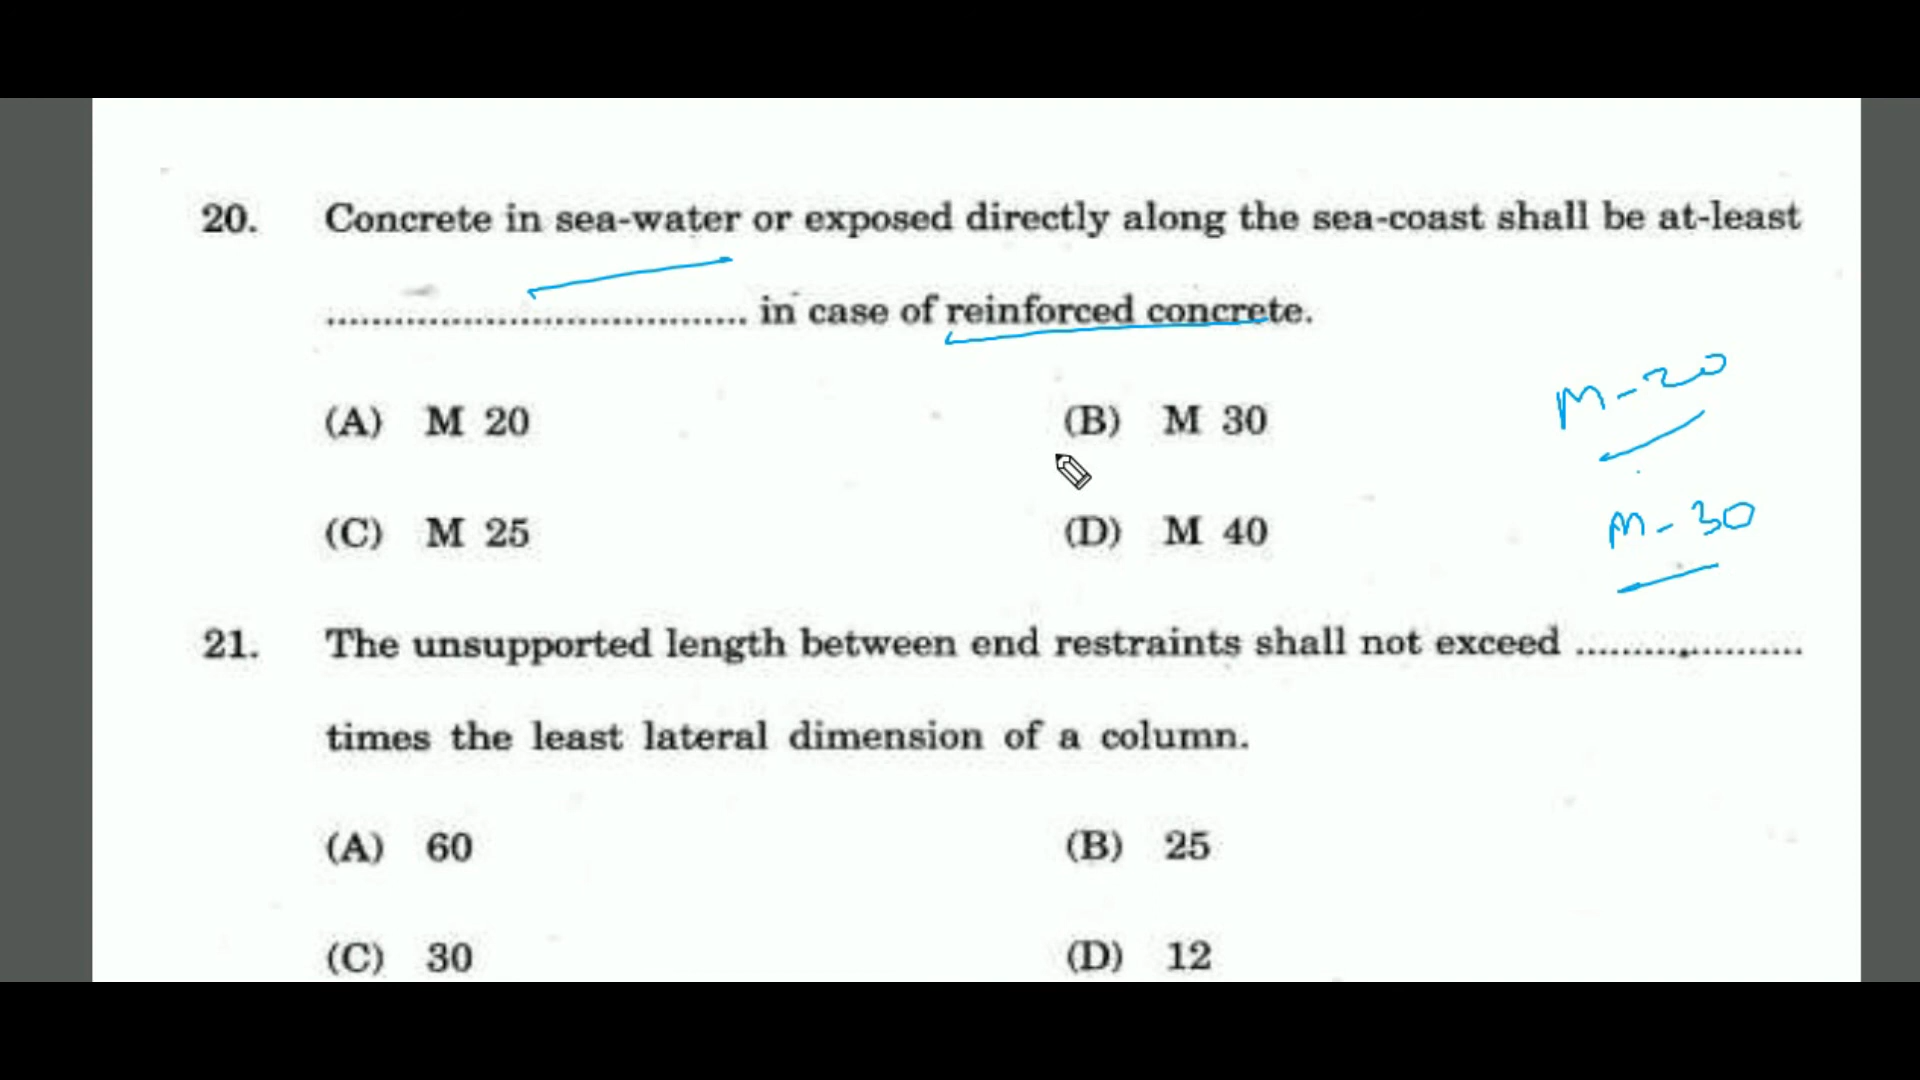 20. Concrete in sea-water or exposed directly along the sea-coast shall be at-least
..................................... in case of reinforced concrete.
(A) M 20 (B) M 30
M-20
(C) M 25 (D) M 40
M-30
21. The unsupported length between end restraints shall not exceed ....................
times the least lateral dimension of a column.
(A) 60 (B) 25
(C) 30 (D) 12